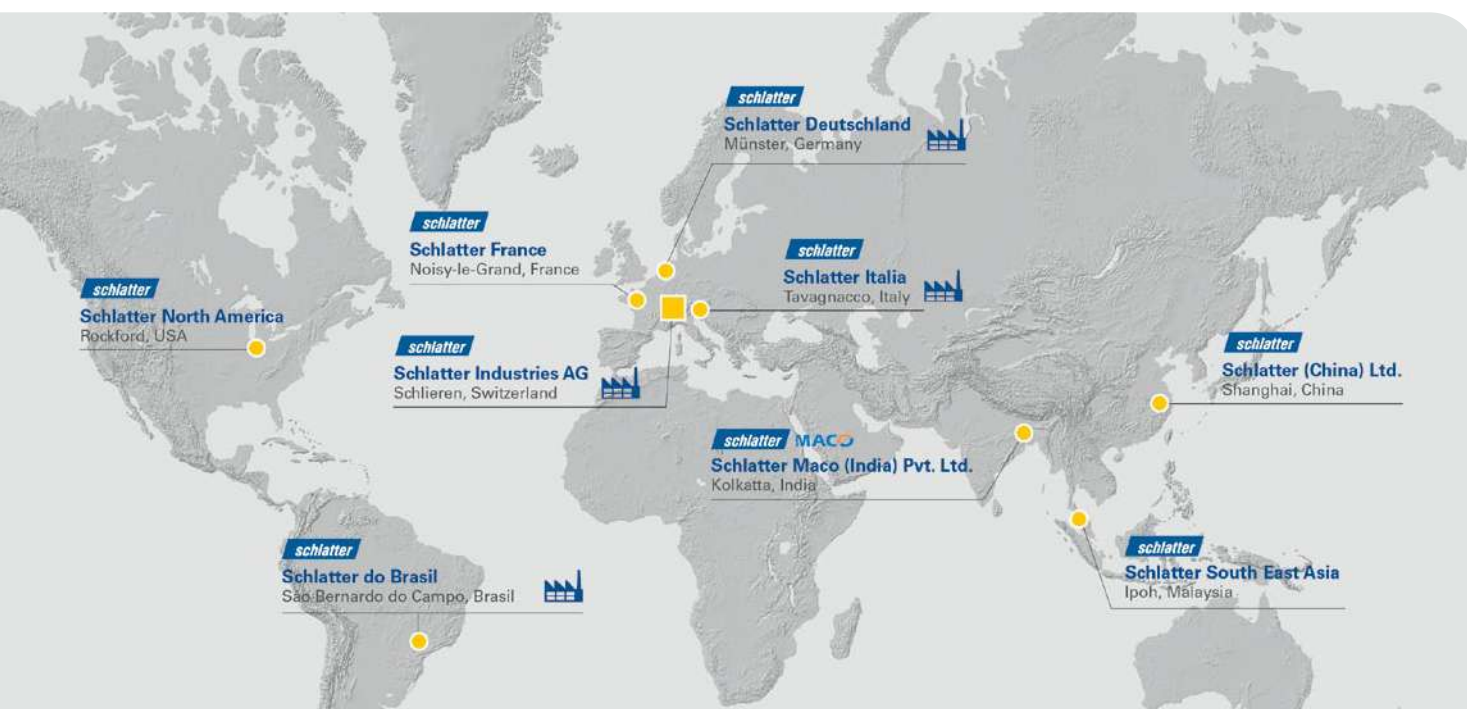 schlatter
Schlatter Deutschland
Münster, Germany
schlatter
Schlatter France
Noisy-le-Grand, France
schlatter
Schlatter Italia
Tavagnacco, Italy
schlatter
Schlatter North America
Rockford, USA
schlatter
Schlatter Industries AG
Schlieren, Switzerland
schlatter
Schlatter (China) Ltd.
Shanghai, China
schlatter MACO
Schlatter Maco (India) Pvt. Ltd.
Kolkatta, India
schlatter
Schlatter do Brasil
São Bernardo do Campo, Brasil
schlatter
Schlatter South East Asia
Ipoh, Malaysia